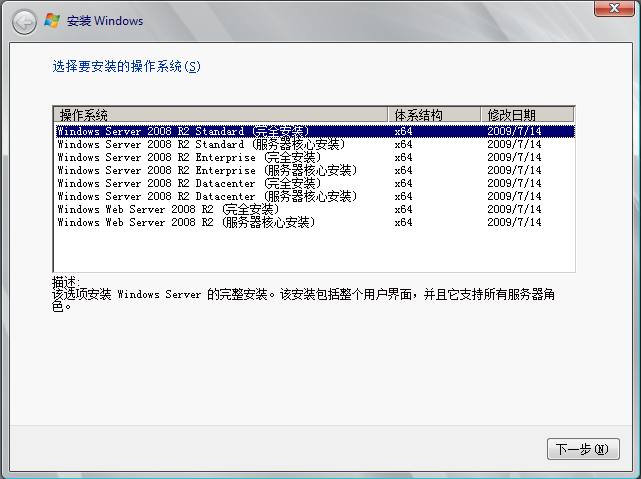 安装 Windows
选择要安装的操作系统(S)
操作系统 体系结构 修改日期
Windows Server 2008 R2 Standard (完全安装) x64 2009/7/14
Windows Server 2008 R2 Standard (服务器核心安装) x64 2009/7/14
Windows Server 2008 R2 Enterprise (完全安装) x64 2009/7/14
Windows Server 2008 R2 Enterprise (服务器核心安装) x64 2009/7/14
Windows Server 2008 R2 Datacenter (完全安装) x64 2009/7/14
Windows Server 2008 R2 Datacenter (服务器核心安装) x64 2009/7/14
Windows Web Server 2008 R2 (完全安装) x64 2009/7/14
Windows Web Server 2008 R2 (服务器核心安装) x64 2009/7/14
描述:
该选项安装 Windows Server 的完整安装。该安装包括整个用户界面，并且它支持所有服务器角
色。
下一步(N)